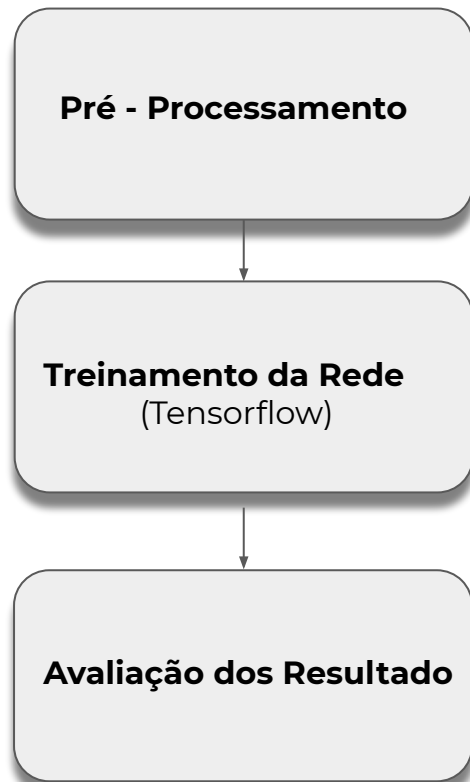 Pré - Processamento
Treinamento da Rede
(Tensorflow)
Avaliação dos Resultado